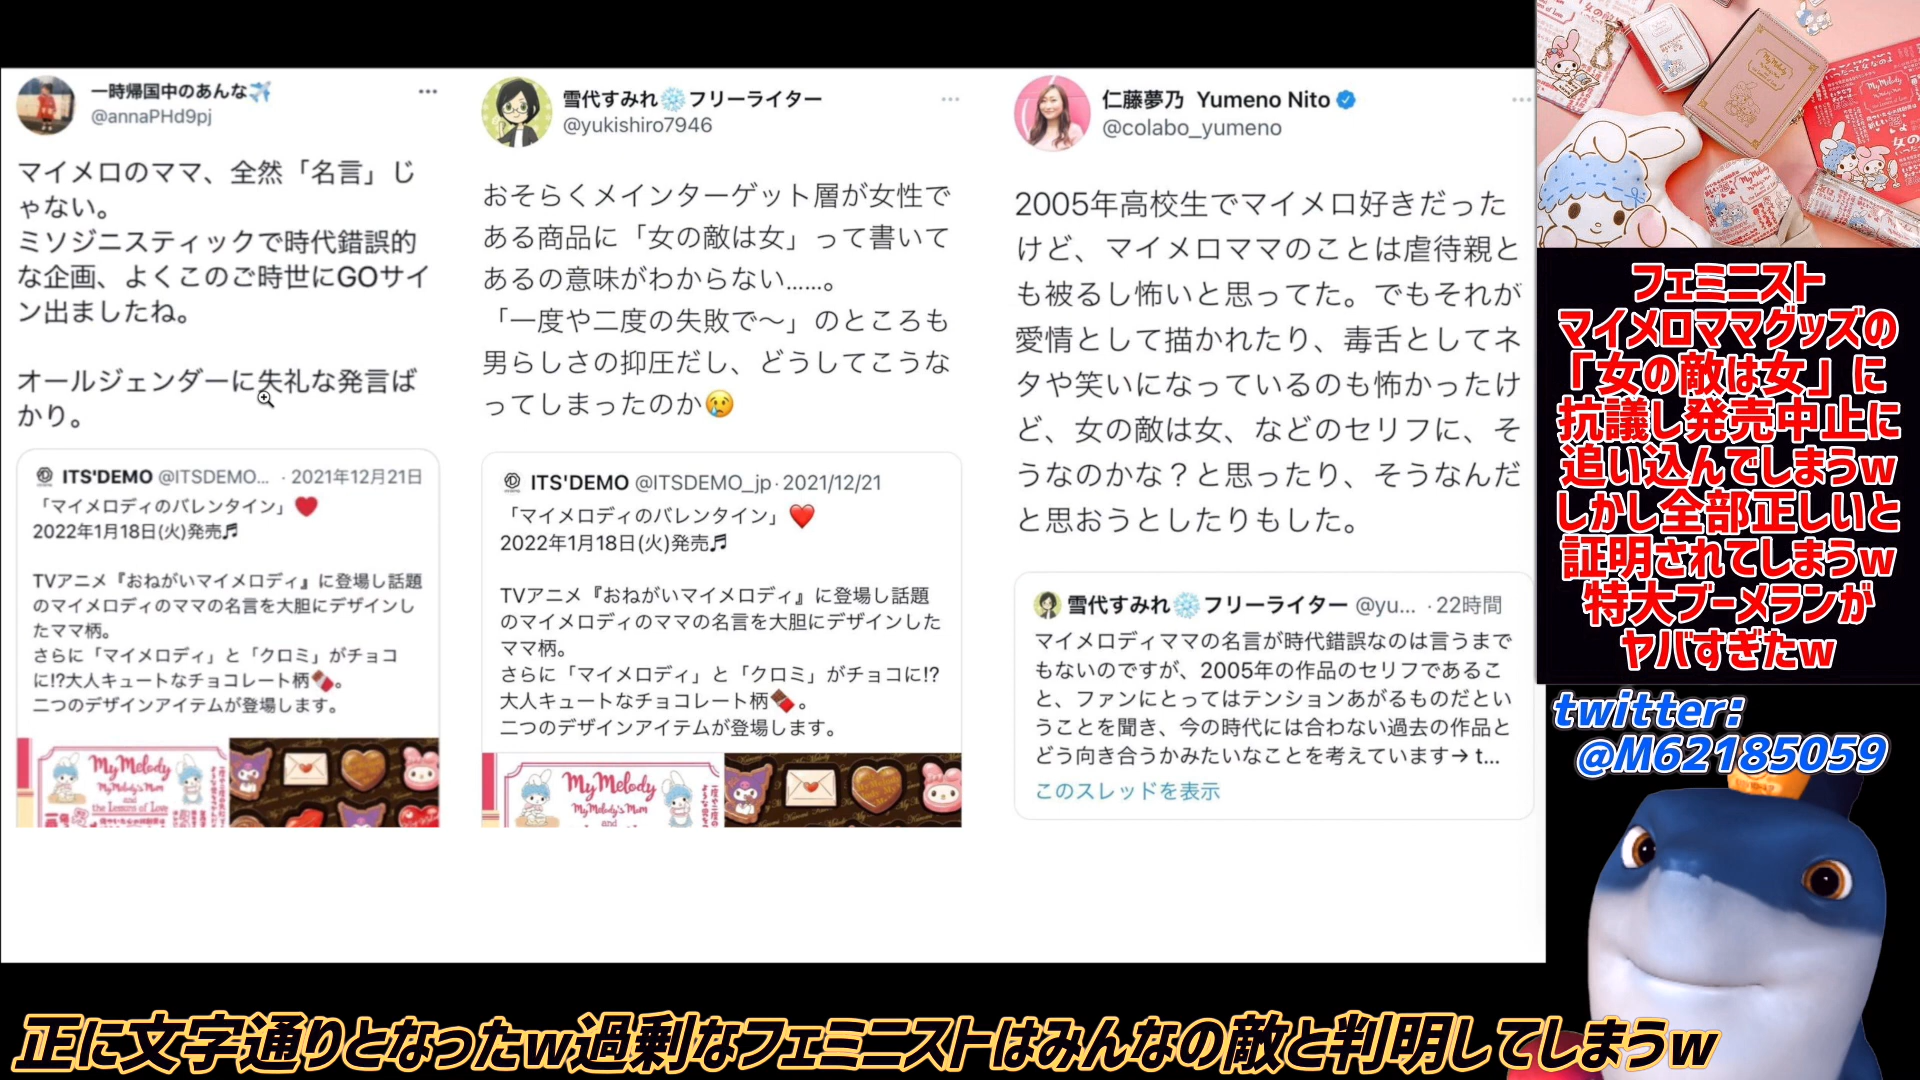 一時帰国中のあんな✈️
@annaPHd9pj
マイメロのママ、全然「名言」じ
ゃない。
ミソジニスティックで時代錯誤的
な企画、よくこのご時世にGOサイ
ン出ましたね。
オールジェンダーに失礼な発言ば
かり。
ITS'DEMO @ITSDEMO... · 2021年12月21日
「マイメロディのバレンタイン」❤️
2022年1月18日(火)発売🎵
TVアニメ『おねがいマイメロディ』に登場し話題
のマイメロディのママの名言を大胆にデザインし
たママ柄。
さらに「マイメロディ」と「クロミ」がチョコ
に!?大人キュートなチョコレート柄🍫。
二つのデザインアイテムが登場します。
My Melody
My Melody's Mom
and
the Lessons of Love
雪代すみれ❄️フリーライター
@yukishiro7946
おそらくメインターゲット層が女性で
ある商品に「女の敵は女」って書いて
あるの意味がわからない......。
「一度や二度の失敗で〜」のところも
男らしさの抑圧だし、どうしてこうな
ってしまったのか😢
ITS'DEMO @ITSDEMO_jp · 2021/12/21
「マイメロディのバレンタイン」❤️
2022年1月18日(火)発売🎵
TVアニメ『おねがいマイメロディ』に登場し話題
のマイメロディのママの名言を大胆にデザインした
ママ柄。
さらに「マイメロディ」と「クロミ」がチョコに!?
大人キュートなチョコレート柄🍫。
二つのデザインアイテムが登場します。
My Melody
My Melody's Mom
and
仁藤夢乃 Yumeno Nito
@colabo_yumeno
2005年高校生でマイメロ好きだった
けど、マイメロママのことは虐待親と
も被るし怖いと思ってた。でもそれが
愛情として描かれたり、毒舌としてネ
タや笑いになっているのも怖かったけ
ど、女の敵は女、などのセリフに、そ
うなのかな？と思ったり、そうなんだ
と思おうとしたりもした。
雪代すみれ❄️フリーライター @yu... · 22時間
マイメロディママの名言が時代錯誤なのは言うまで
もないのですが、2005年の作品のセリフであるこ
と、ファンにとってはテンションあがるものだとい
うことを聞き、今の時代には合わない過去の作品と
どう向き合うかみたいなことを考えています→ t...
このスレッドを表示
フェミニスト
マイメロママグッズの
「女の敵は女」に
抗議し発売中止に
追い込んでしまうw
しかし全部正しいと
証明されてしまうw
特大ブーメランが
ヤバすぎたw
twitter:
@M62185059
正に文字通りとなったw過剰なフェミニストはみんなの敵と判明してしまうw